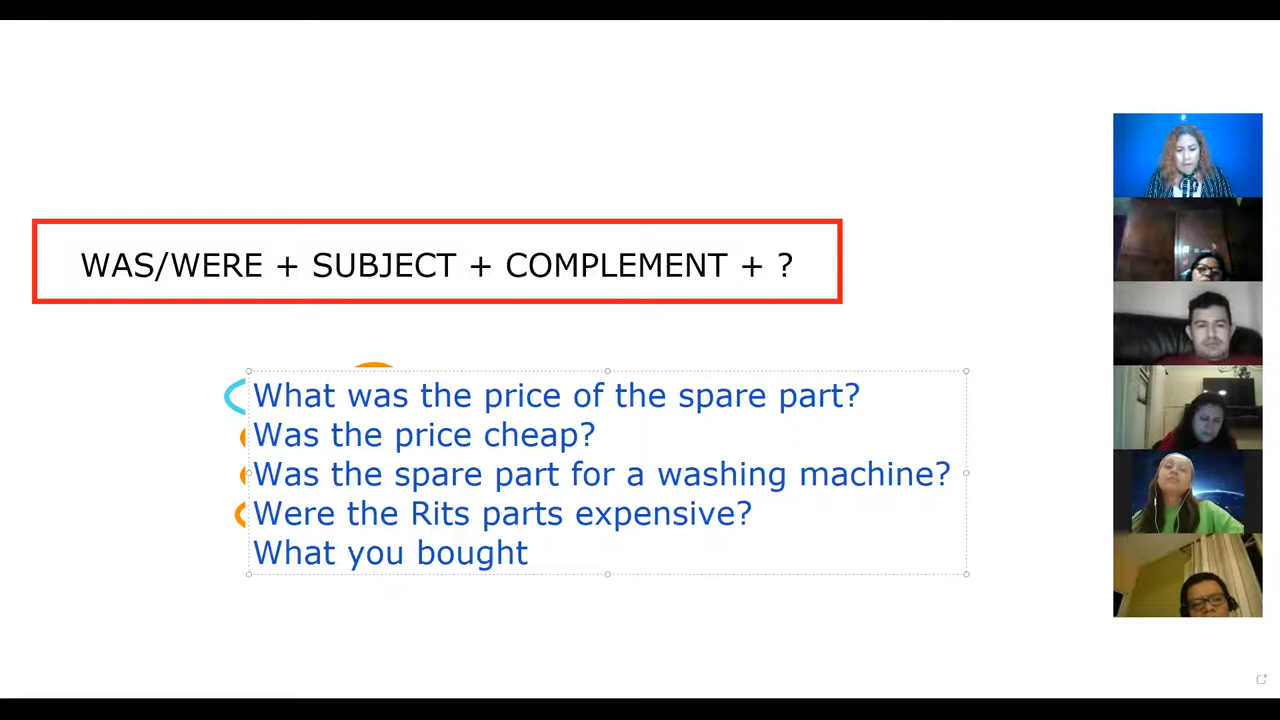 WAS/WERE + SUBJECT + COMPLEMENT + ?
What was the price of the spare part?
Was the price cheap?
Was the spare part for a washing machine?
Were the Rits parts expensive?
What you bought